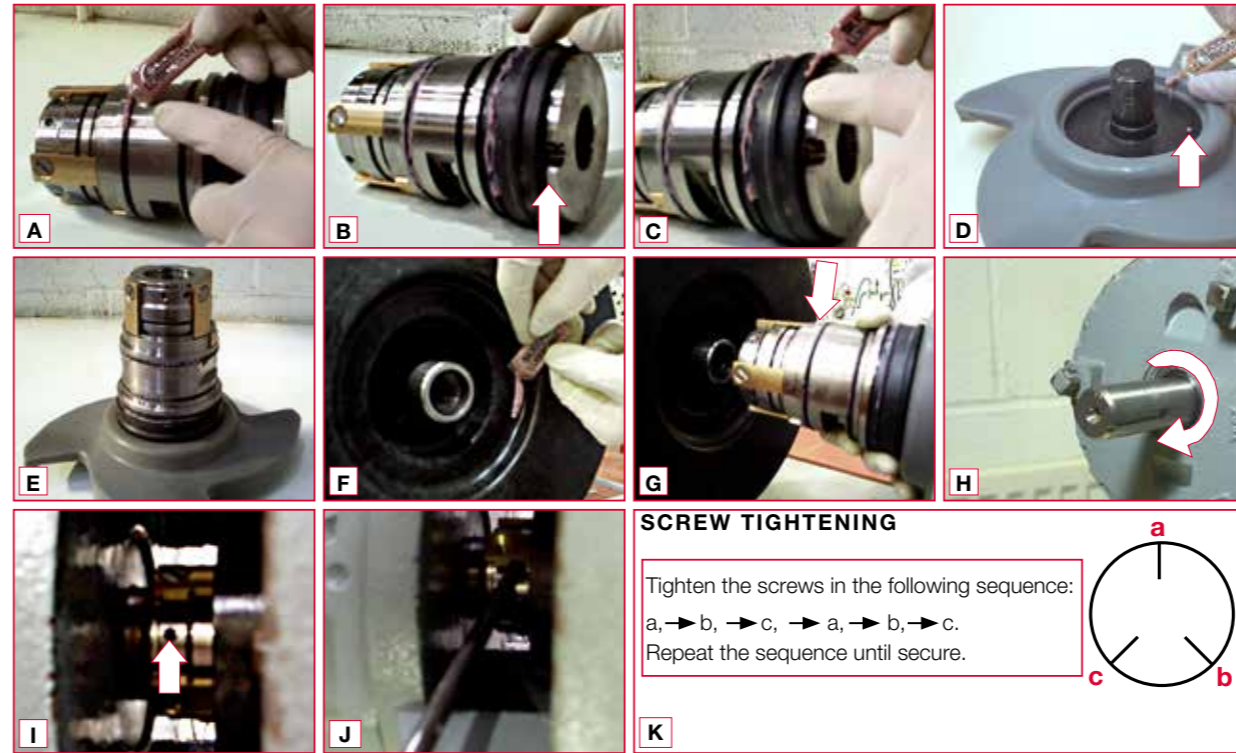 A
B
C
D
E
F
G
H
I
J
SCREW TIGHTENING
Tighten the screws in the following sequence:
a,→ b, → c, → a,→ b,→ c.
Repeat the sequence until secure.
a
c
b
K